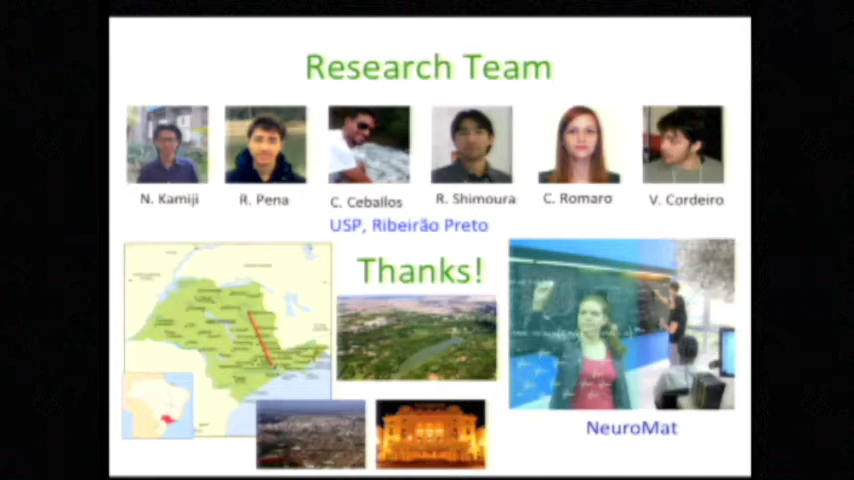 Research Team
N. Kamiji
R. Pena
C. Ceballos
R. Shimoura
C. Romaro
V. Cordeiro
USP, Ribeirão Preto
Thanks!
NeuroMat